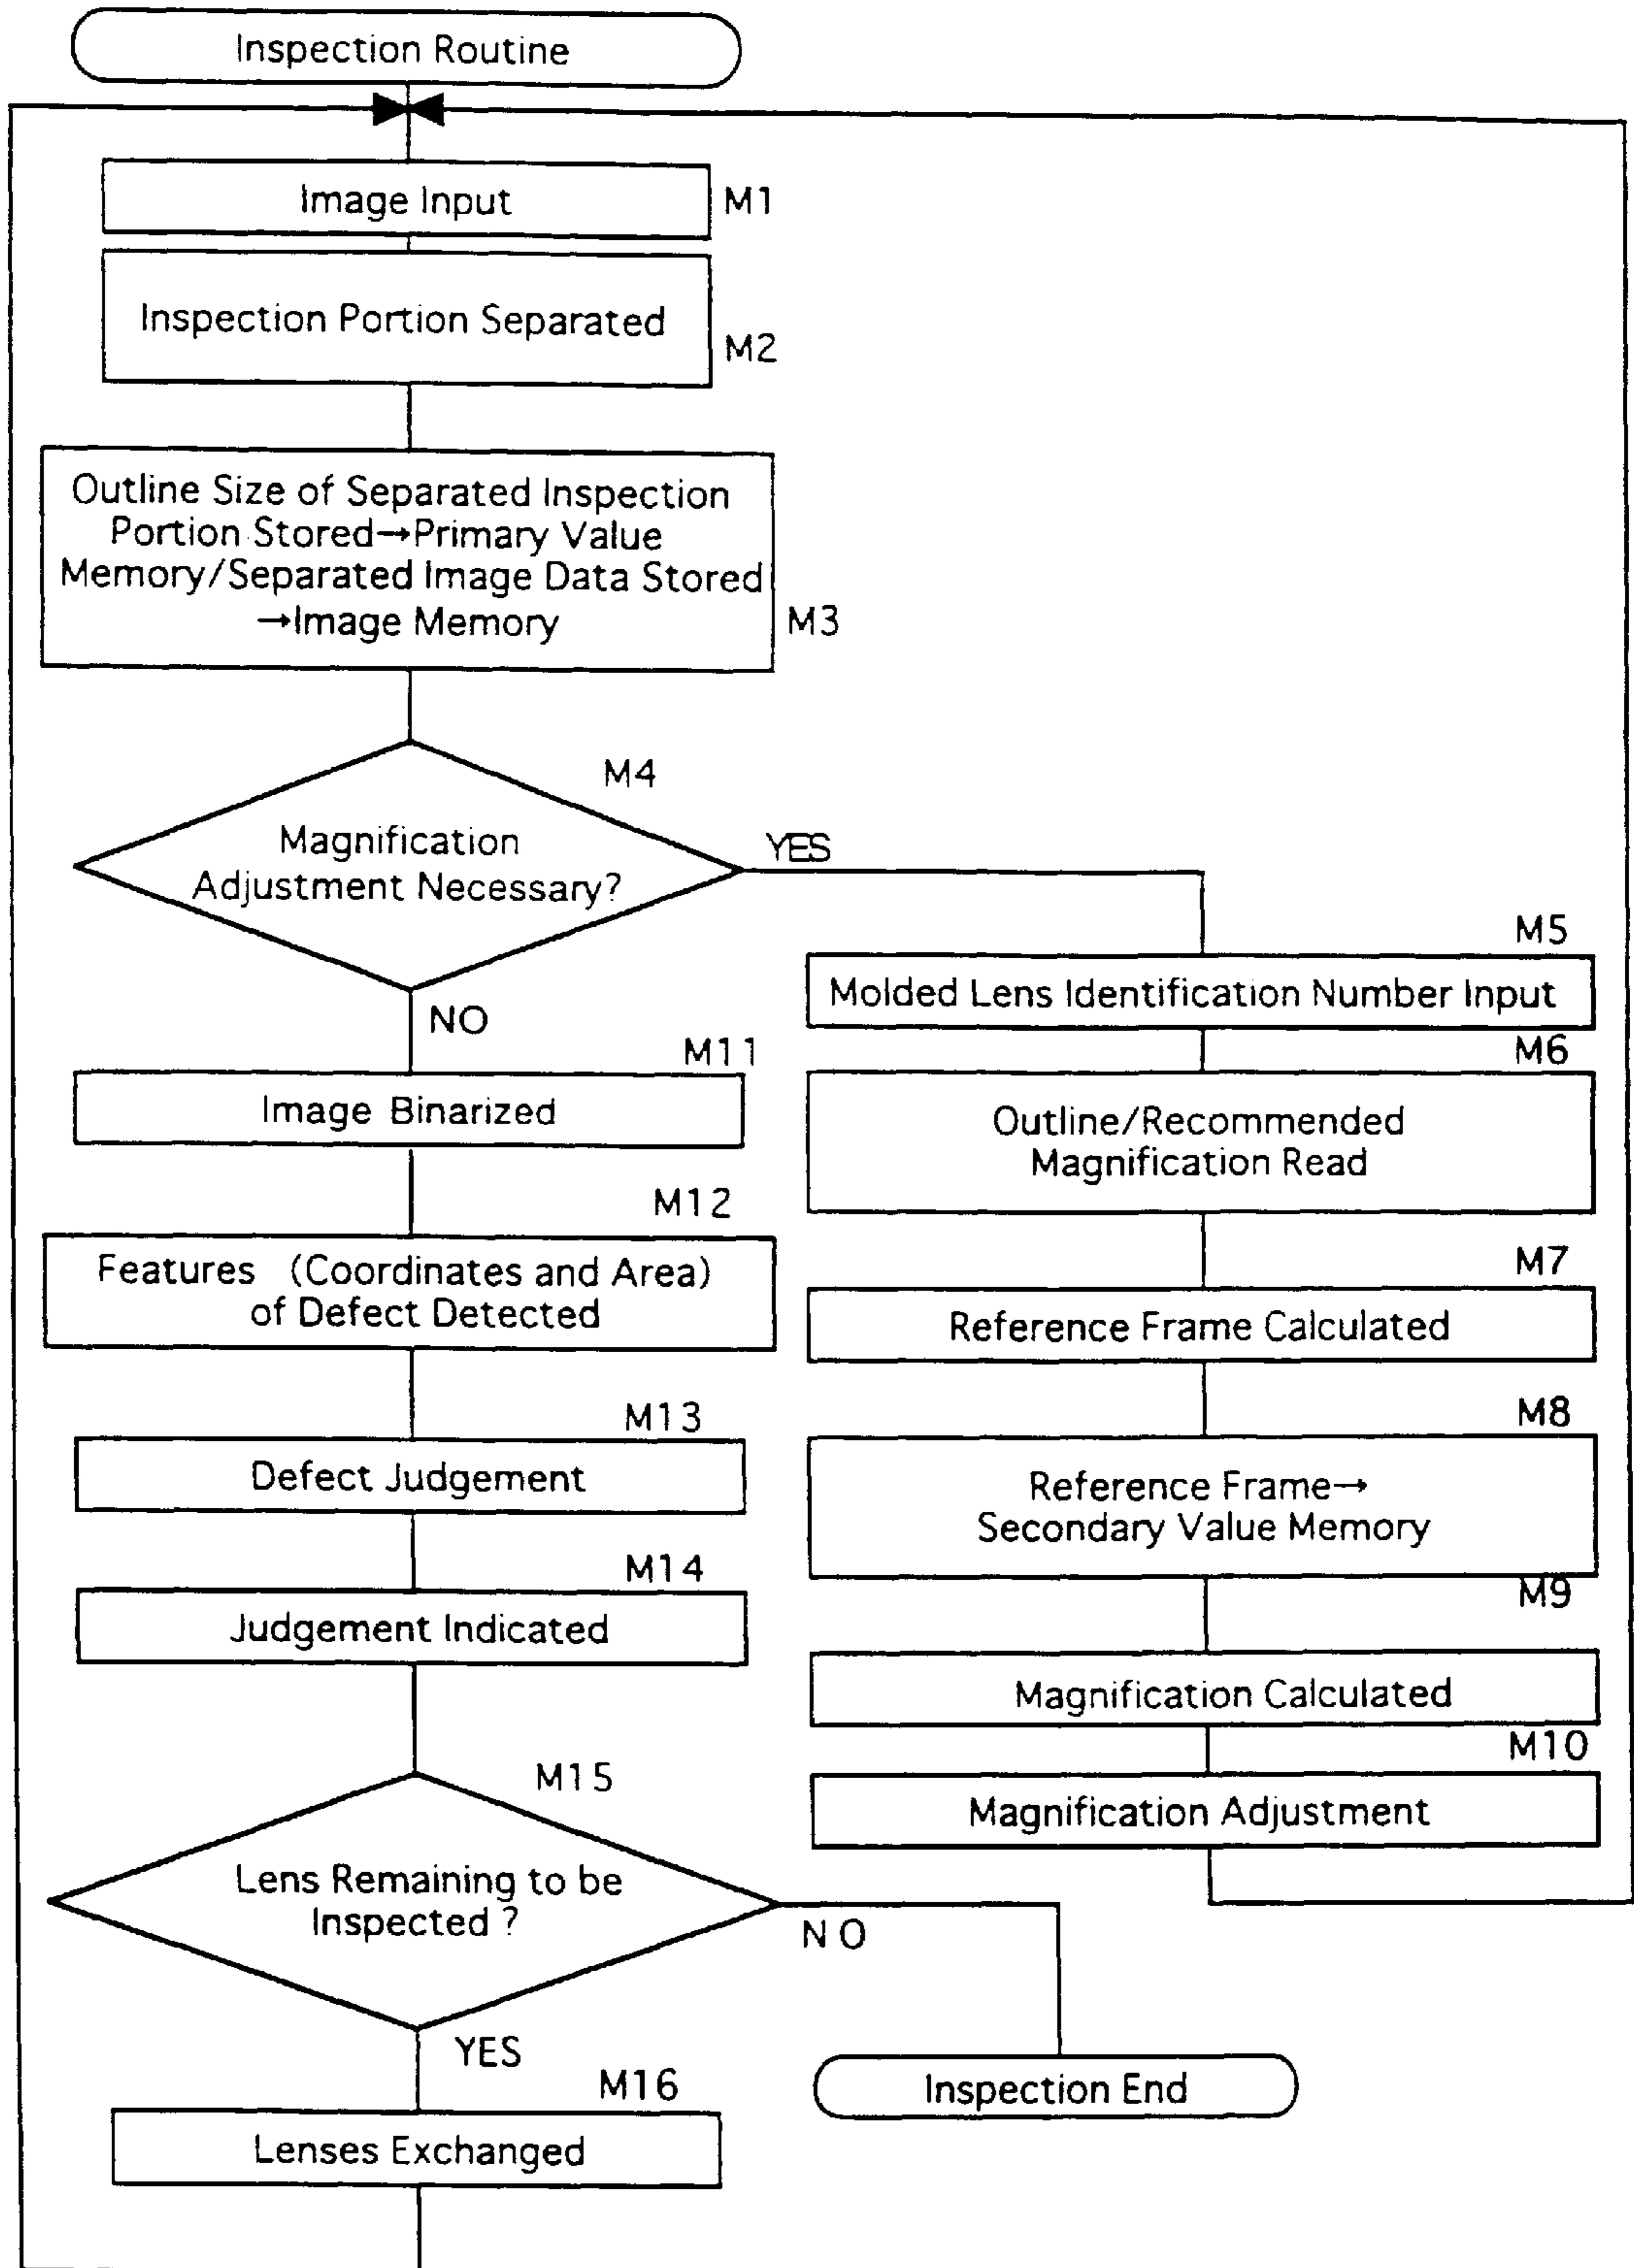 Inspection Routine
Image Input
M1
Inspection Portion Separated
M2
Outline Size of Separated Inspection
Portion Stored→Primary Value
Memory/Separated Image Data Stored
→Image Memory
M3
M4
Magnification
Adjustment Necessary?
YES
NO
M5
Molded Lens Identification Number Input
M6
Outline/Recommended
Magnification Read
M7
Reference Frame Calculated
M8
Reference Frame→
Secondary Value Memory
M9
Magnification Calculated
M10
Magnification Adjustment
M11
Image Binarized
M12
Features (Coordinates and Area)
of Defect Detected
M13
Defect Judgement
M14
Judgement Indicated
M15
Lens Remaining to be
Inspected ?
NO
YES
M16
Lenses Exchanged
Inspection End